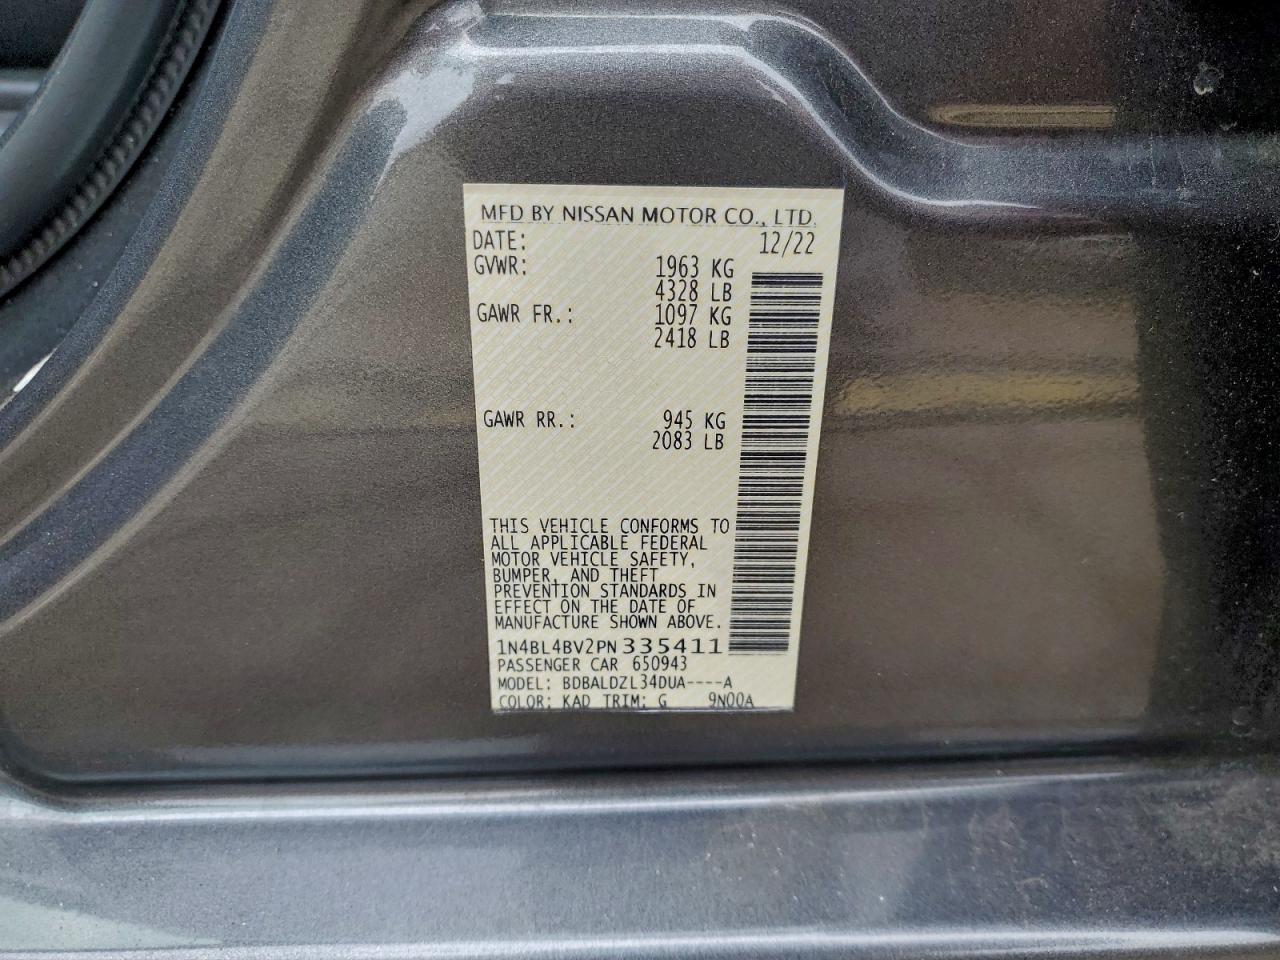 MFD BY NISSAN MOTOR CO., LTD.
DATE: 12/22
GVWR: 1963 KG
4328 LB
GAWR FR.: 1097 KG
2418 LB
GAWR RR.: 945 KG
2083 LB
THIS VEHICLE CONFORMS TO
ALL APPLICABLE FEDERAL
MOTOR VEHICLE SAFETY,
BUMPER, AND THEFT
PREVENTION STANDARDS IN
EFFECT ON THE DATE OF
MANUFACTURE SHOWN ABOVE.
1N4BL4BV2PN335411
PASSENGER CAR 650943
MODEL: BDBALDZL34DUA----A
COLOR: KAD TRIM: G 9N00A